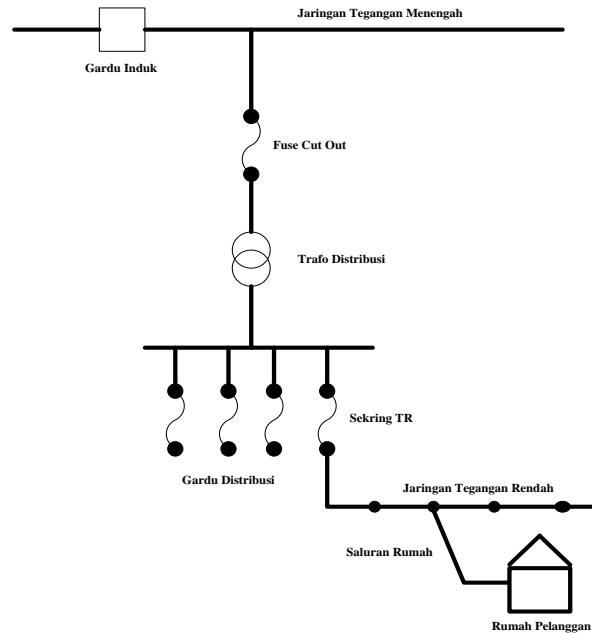 Jaringan Tegangan Menengah
Gardu Induk
Fuse Cut Out
Trafo Distribusi
Sekring TR
Gardu Distribusi
Jaringan Tegangan Rendah
Saluran Rumah
Rumah Pelanggan